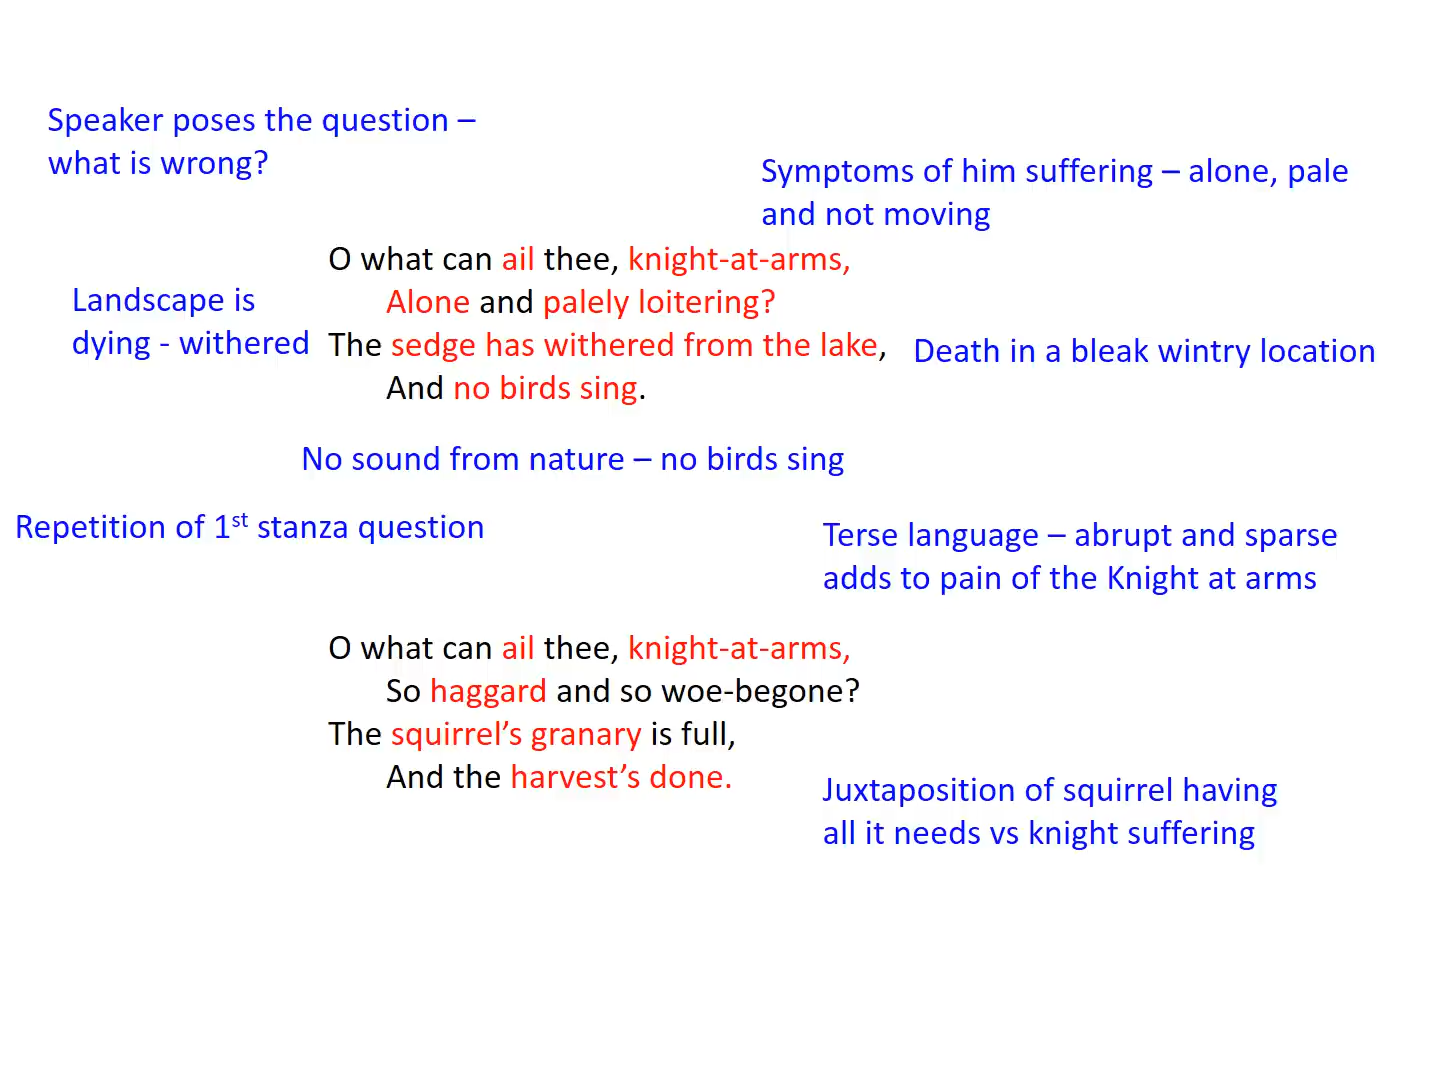 Speaker poses the question –
what is wrong?
Symptoms of him suffering – alone, pale
and not moving
O what can ail thee, knight-at-arms,
Alone and palely loitering?
Landscape is
dying - withered
The sedge has withered from the lake,
And no birds sing.
Death in a bleak wintry location
No sound from nature – no birds sing
Repetition of 1st stanza question
Terse language – abrupt and sparse
adds to pain of the Knight at arms
O what can ail thee, knight-at-arms,
So haggard and so woe-begone?
The squirrel’s granary is full,
And the harvest’s done.
Juxtaposition of squirrel having
all it needs vs knight suffering